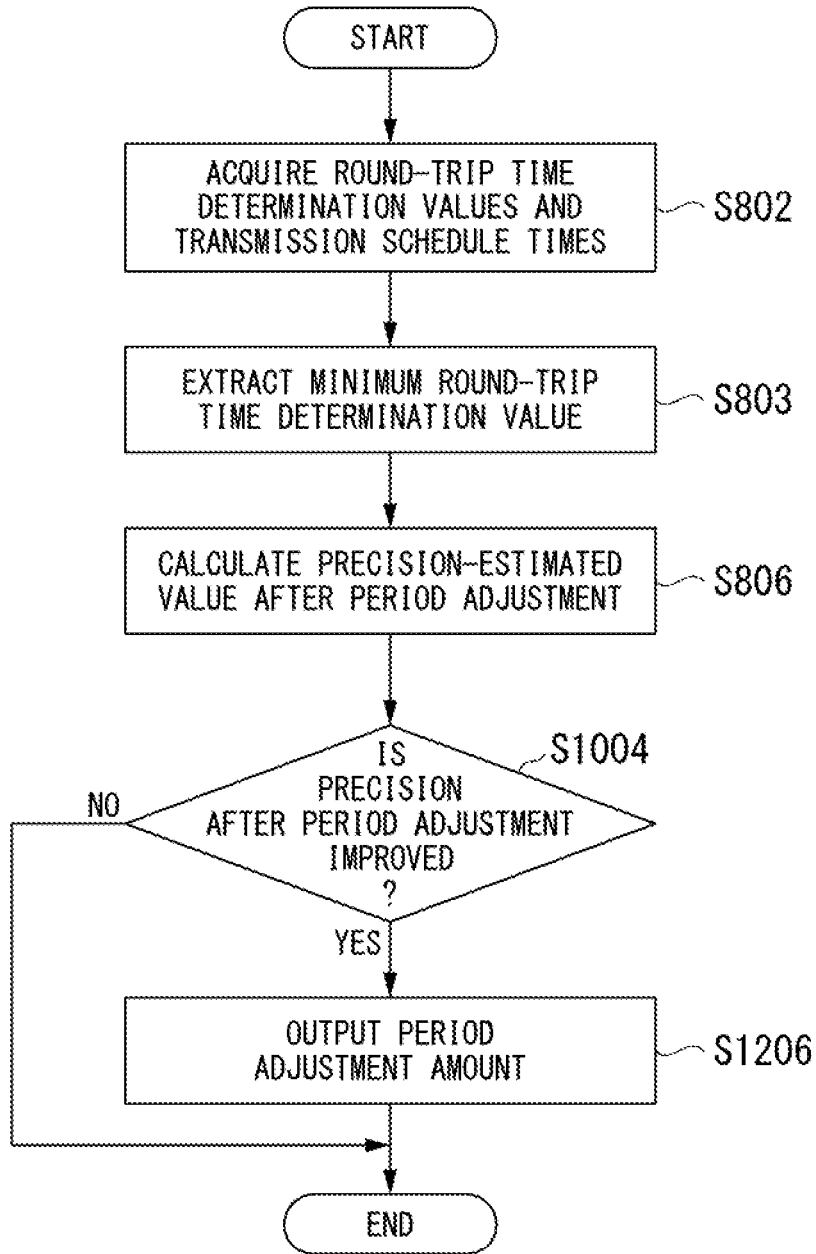 START
ACQUIRE ROUND-TRIP TIME
DETERMINATION VALUES AND
TRANSMISSION SCHEDULE TIMES
S802
EXTRACT MINIMUM ROUND-TRIP
TIME DETERMINATION VALUE
S803
CALCULATE PRECISION-ESTIMATED
VALUE AFTER PERIOD ADJUSTMENT
S806
S1004
IS
PRECISION
AFTER PERIOD ADJUSTMENT
IMPROVED
?
NO
YES
OUTPUT PERIOD
ADJUSTMENT AMOUNT
S1206
END